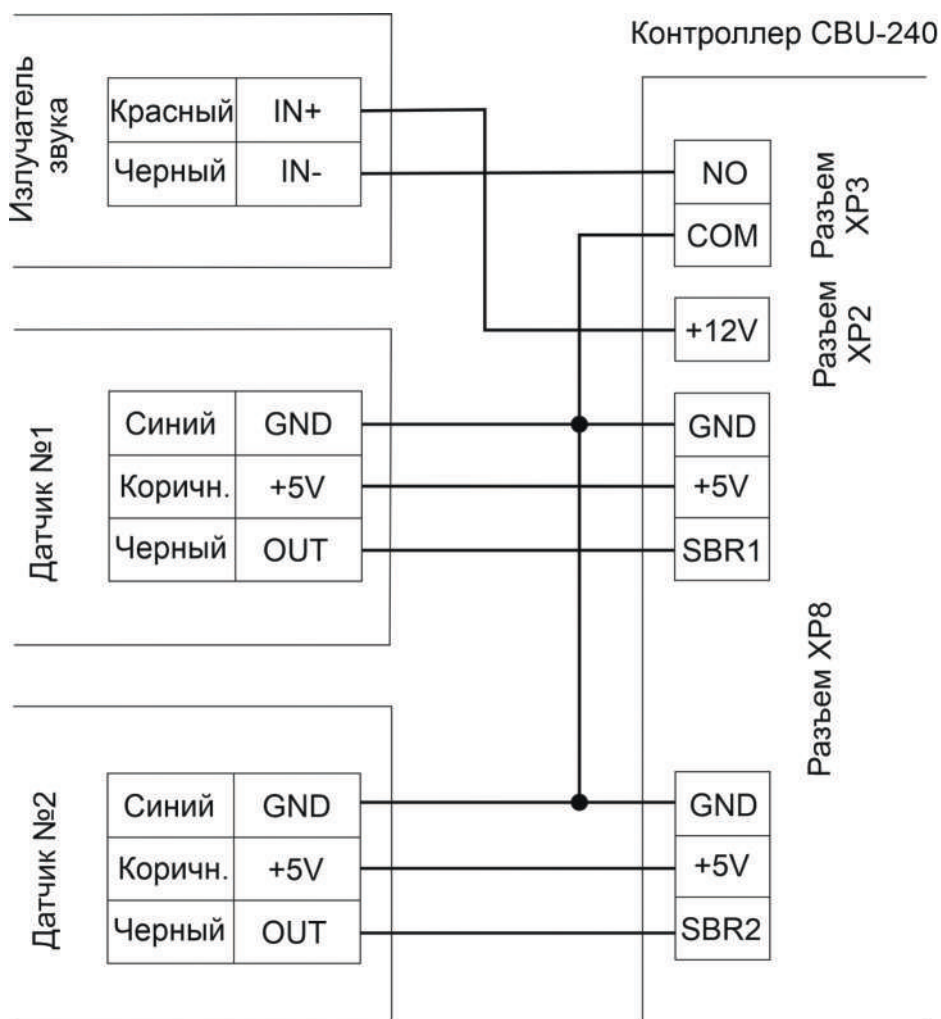 Контроллер CBU-240
Излучатель
звука
Красный IN+
Черный IN-
NO
COM
Разъем
XP3
+12V
Разъем
XP2
Датчик №1
Синий GND
Коричн. +5V
Черный OUT
GND
+5V
SBR1
Разъем XP8
Датчик №2
Синий GND
Коричн. +5V
Черный OUT
GND
+5V
SBR2